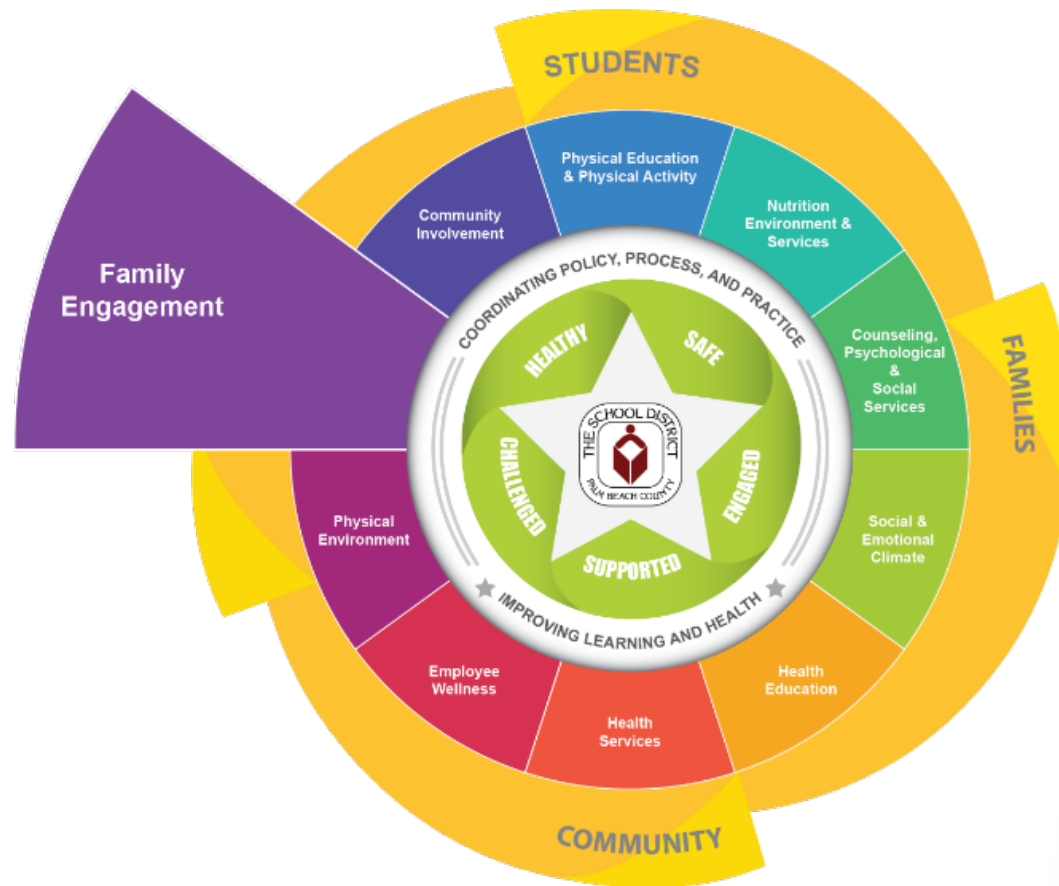 STUDENTS
FAMILIES
COMMUNITY
Family
Engagement
Community
Involvement
Physical Education
& Physical Activity
Nutrition
Environment &
Services
Counseling,
Psychological
&
Social
Services
Social &
Emotional
Climate
Health
Education
Health
Services
Employee
Wellness
Physical
Environment
COORDINATING POLICY, PROCESS, AND PRACTICE
IMPROVING LEARNING AND HEALTH
HEALTHY
SAFE
ENGAGED
SUPPORTED
CHALLENGED
THE SCHOOL DISTRICT
PALM BEACH COUNTY